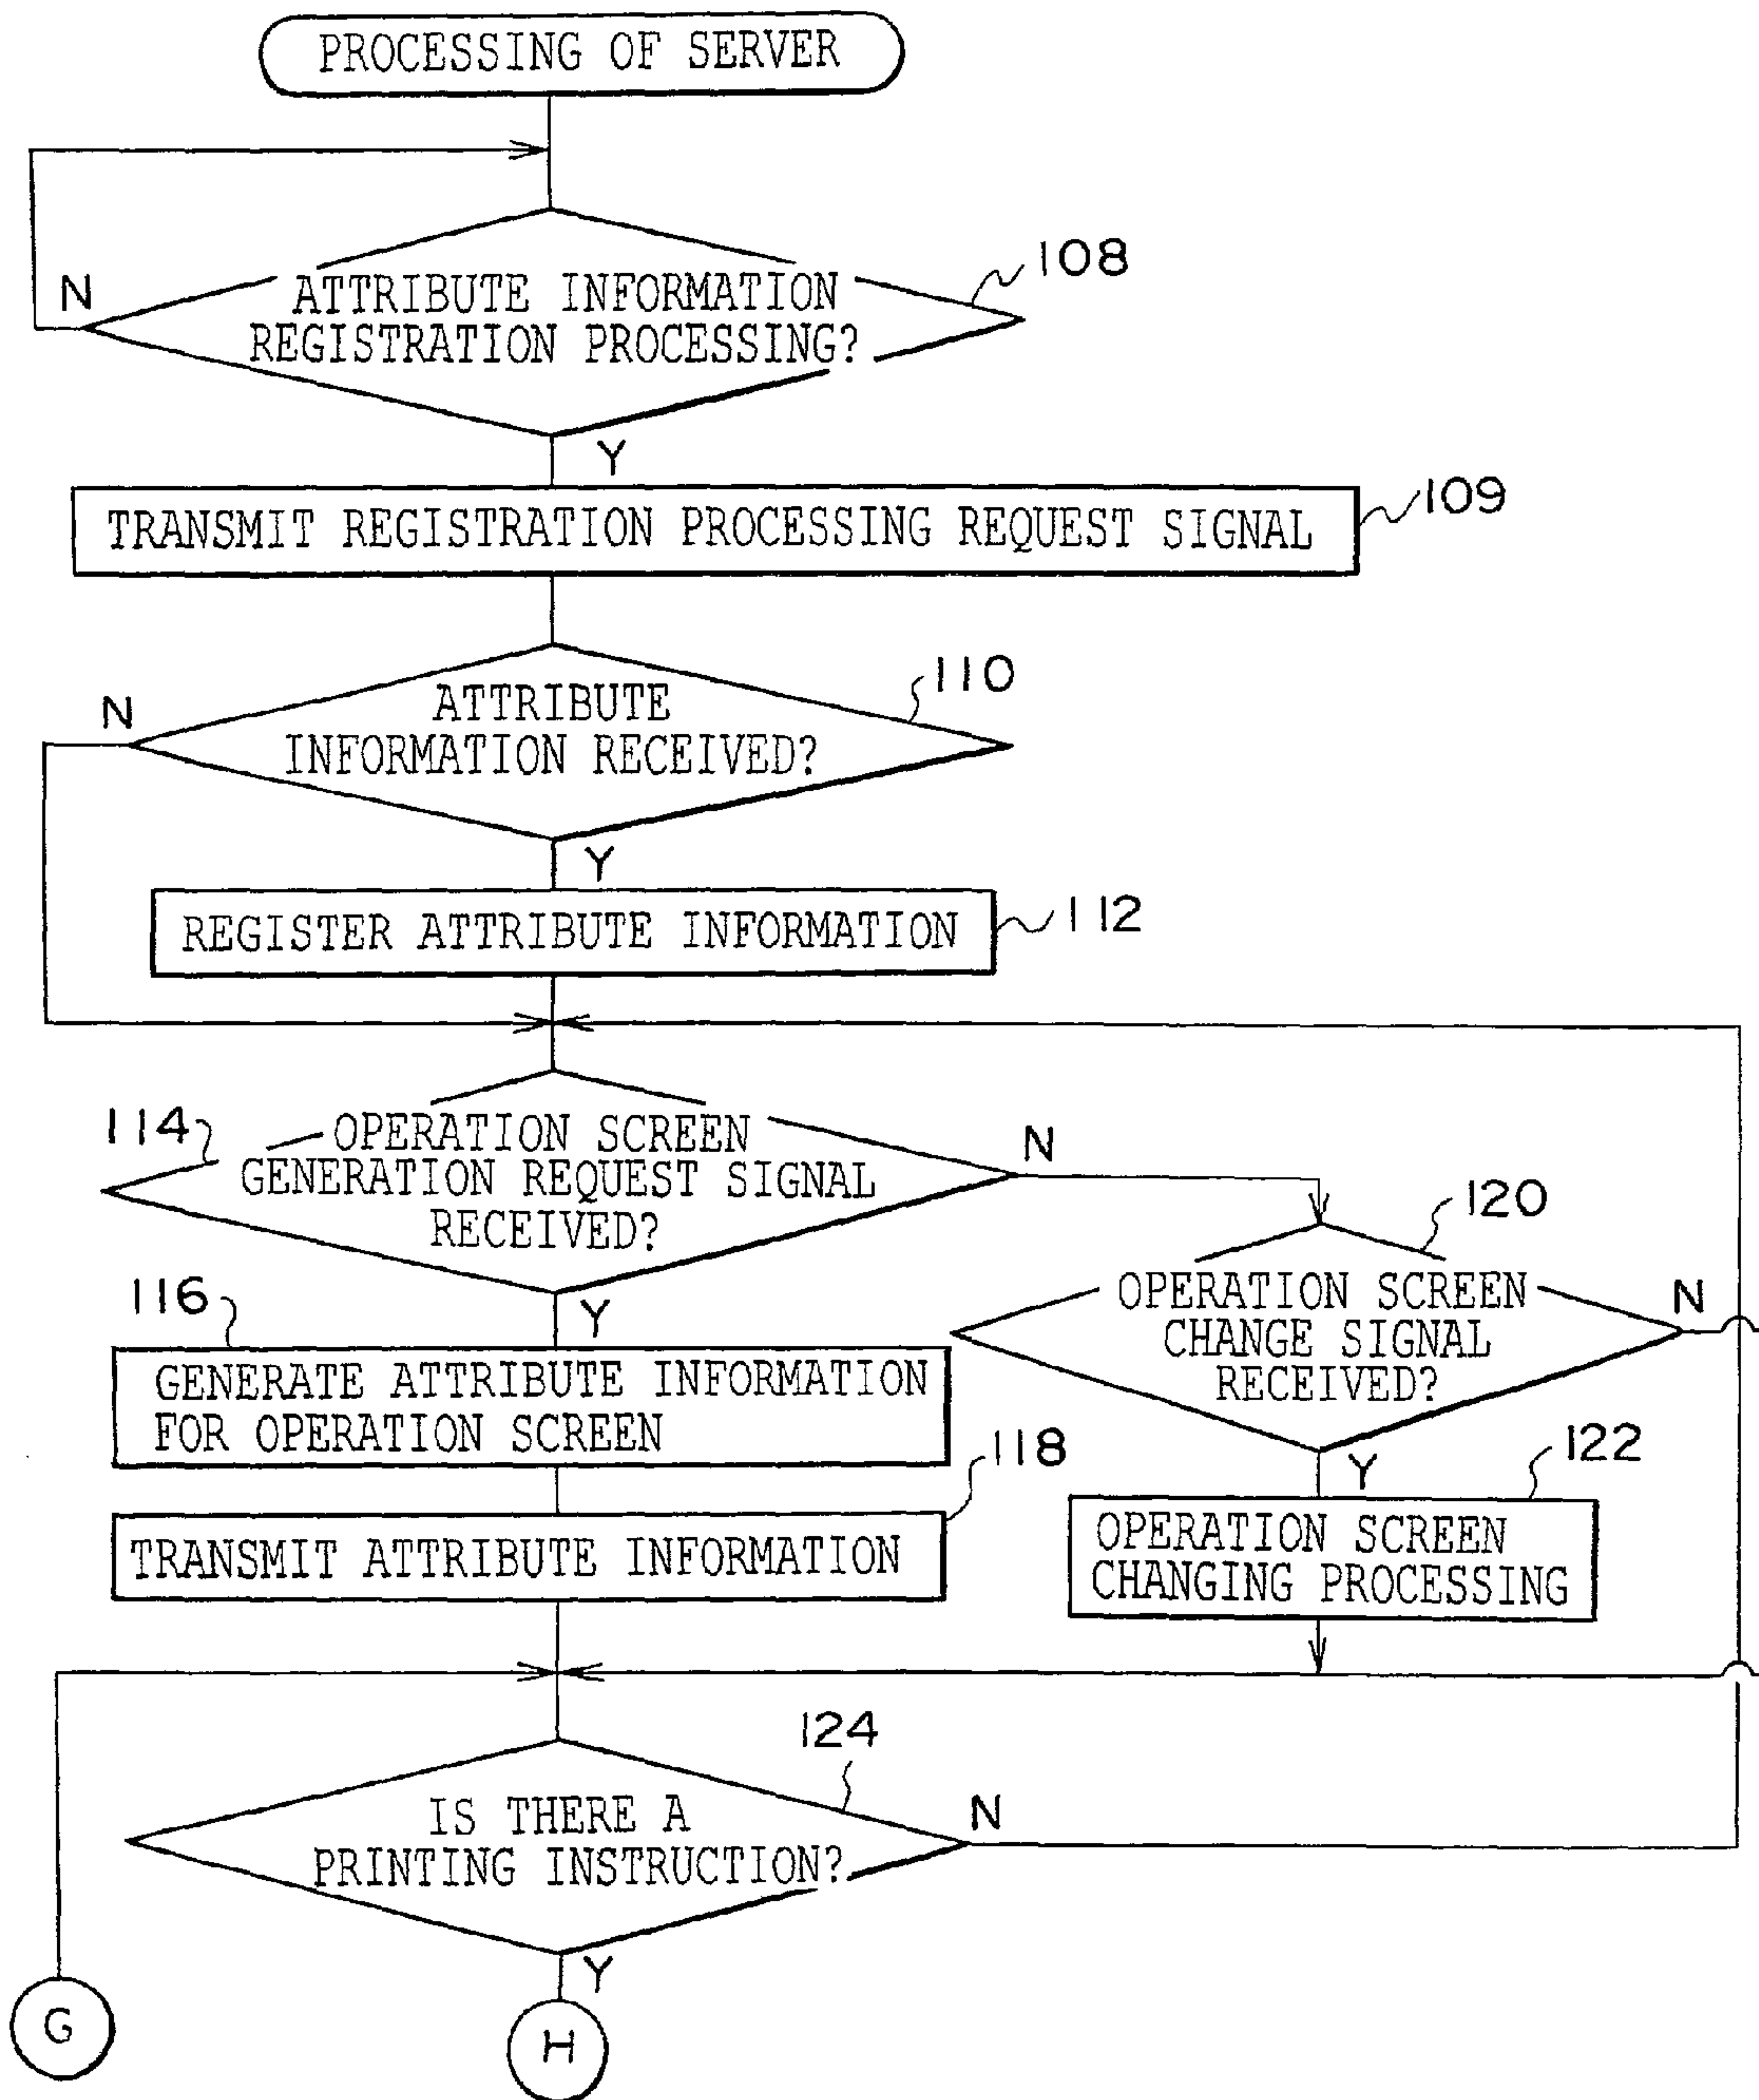 PROCESSING OF SERVER
N
ATTRIBUTE INFORMATION
REGISTRATION PROCESSING?
108
Y
TRANSMIT REGISTRATION PROCESSING REQUEST SIGNAL
109
N
ATTRIBUTE
INFORMATION RECEIVED?
110
Y
REGISTER ATTRIBUTE INFORMATION
112
114
OPERATION SCREEN
GENERATION REQUEST SIGNAL
RECEIVED?
N
120
116
Y
OPERATION SCREEN
CHANGE SIGNAL
RECEIVED?
N
GENERATE ATTRIBUTE INFORMATION
FOR OPERATION SCREEN
118
Y
122
TRANSMIT ATTRIBUTE INFORMATION
OPERATION SCREEN
CHANGING PROCESSING
124
IS THERE A
PRINTING INSTRUCTION?
N
Y
G
H